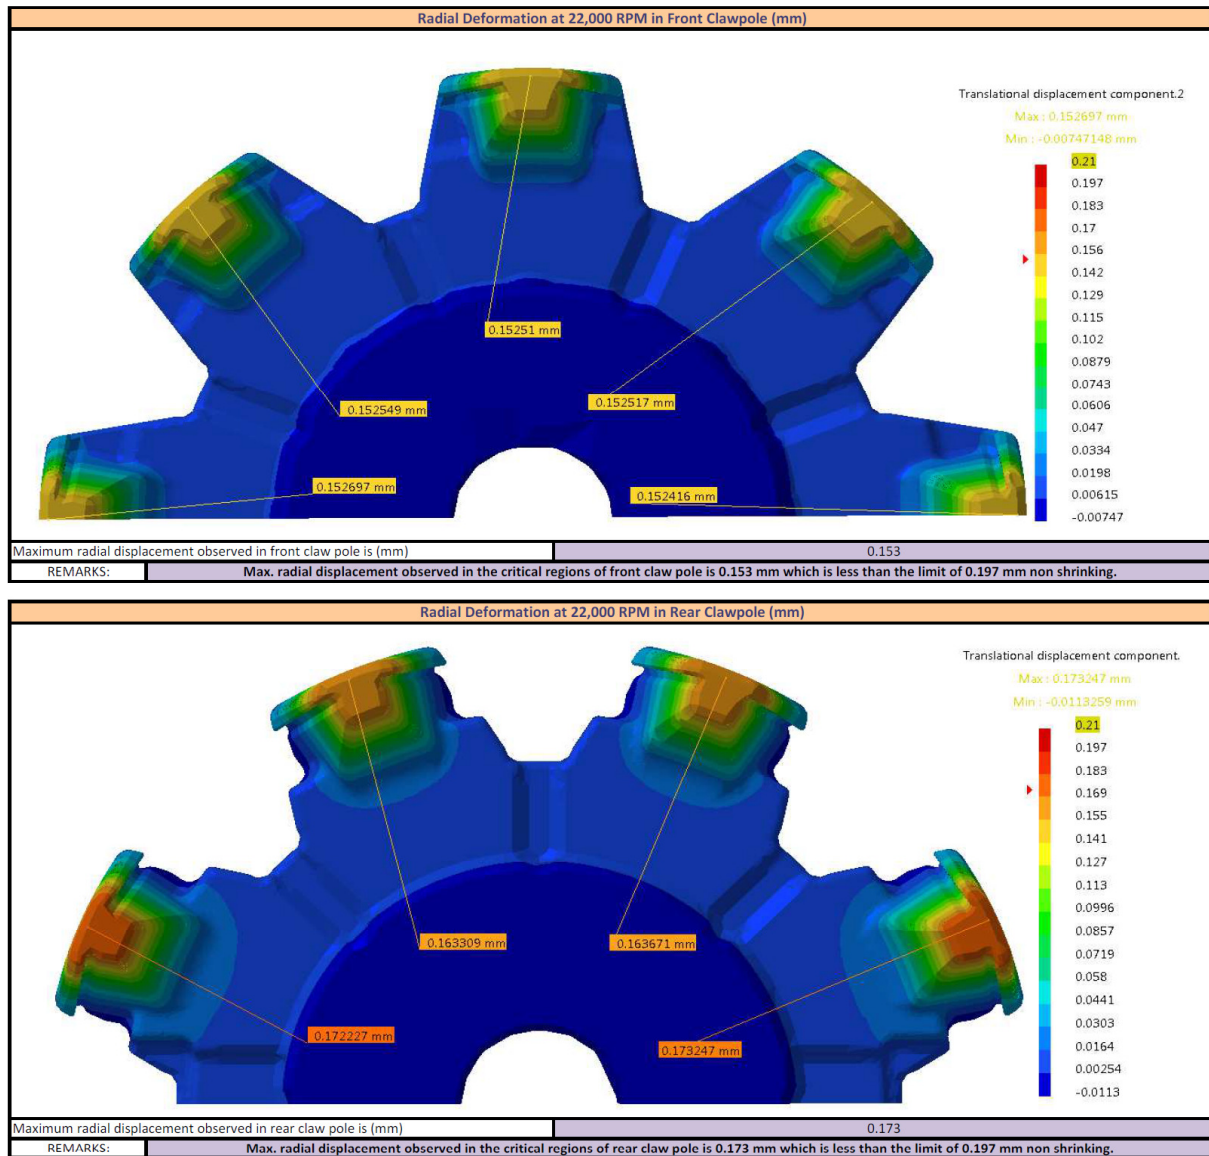 Radial Deformation at 22,000 RPM in Front Clawpole (mm)
Translational displacement component.2
Max : 0.152697 mm
Min : -0.00747148 mm
0.21
0.197
0.183
0.17
0.156
0.142
0.129
0.115
0.102
0.0879
0.0743
0.0606
0.047
0.0334
0.0198
0.00615
-0.00747
0.15251 mm
0.152549 mm
0.152517 mm
0.152697 mm
0.152416 mm
Maximum radial displacement observed in front claw pole is (mm) 0.153
REMARKS: Max. radial displacement observed in the critical regions of front claw pole is 0.153 mm which is less than the limit of 0.197 mm non shrinking.
Radial Deformation at 22,000 RPM in Rear Clawpole (mm)
Translational displacement component.
Max : 0.173247 mm
Min : -0.0113259 mm
0.21
0.197
0.183
0.169
0.155
0.141
0.127
0.113
0.0996
0.0857
0.0719
0.058
0.0441
0.0303
0.0164
0.00254
-0.0113
0.163309 mm
0.163671 mm
0.172227 mm
0.173247 mm
Maximum radial displacement observed in rear claw pole is (mm) 0.173
REMARKS: Max. radial displacement observed in the critical regions of rear claw pole is 0.173 mm which is less than the limit of 0.197 mm non shrinking.